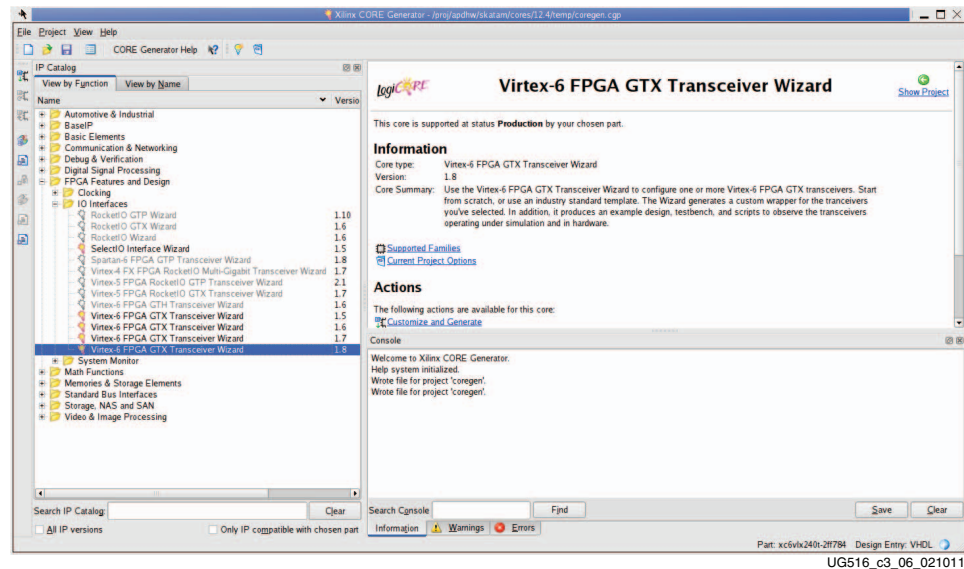 Xilinx CORE Generator - /proj/apdhw/skatam/cores/12.4/temp/coregen.cgp
File Project View Help
CORE Generator Help
IP Catalog
View by Function View by Name
Name Versio
Automotive & Industrial
BaseIP
Basic Elements
Communication & Networking
Debug & Verification
Digital Signal Processing
FPGA Features and Design
Clocking
IO Interfaces
RocketIO GTP Wizard 1.10
RocketIO GTX Wizard 1.6
RocketIO Wizard 1.6
SelectIO Interface Wizard 1.5
Spartan-6 FPGA GTP Transceiver Wizard 1.8
Virtex-4 FX FPGA RocketIO Multi-Gigabit Transceiver Wizard 1.7
Virtex-5 FPGA RocketIO GTP Transceiver Wizard 2.1
Virtex-5 FPGA RocketIO GTX Transceiver Wizard 1.7
Virtex-6 FPGA GTH Transceiver Wizard 1.6
Virtex-6 FPGA GTX Transceiver Wizard 1.5
Virtex-6 FPGA GTX Transceiver Wizard 1.6
Virtex-6 FPGA GTX Transceiver Wizard 1.7
Virtex-6 FPGA GTX Transceiver Wizard 1.8
System Monitor
Math Functions
Memories & Storage Elements
Standard Bus Interfaces
Storage, NAS and SAN
Video & Image Processing
Search IP Catalog: Clear
All IP versions Only IP compatible with chosen part
LogiCORE Virtex-6 FPGA GTX Transceiver Wizard
Show Project
This core is supported at status Production by your chosen part.
Information
Core type: Virtex-6 FPGA GTX Transceiver Wizard
Version: 1.8
Core Summary: Use the Virtex-6 FPGA GTX Transceiver Wizard to configure one or more Virtex-6 FPGA GTX transceivers. Start
from scratch, or use an industry standard template. The Wizard generates a custom wrapper for the tranceivers
you've selected. In addition, it produces an example design, testbench, and scripts to observe the transceivers
operating under simulation and in hardware.
Supported Families
Current Project Options
Actions
The following actions are available for this core:
Customize and Generate
Console
Welcome to Xilinx CORE Generator.
Help system initialized.
Wrote file for project 'coregen'.
Wrote file for project 'coregen'.
Search Console Find Save Clear
Information Warnings Errors
Part: xc6vlx240t-2ff784 Design Entry: VHDL
UG516_c3_06_021011